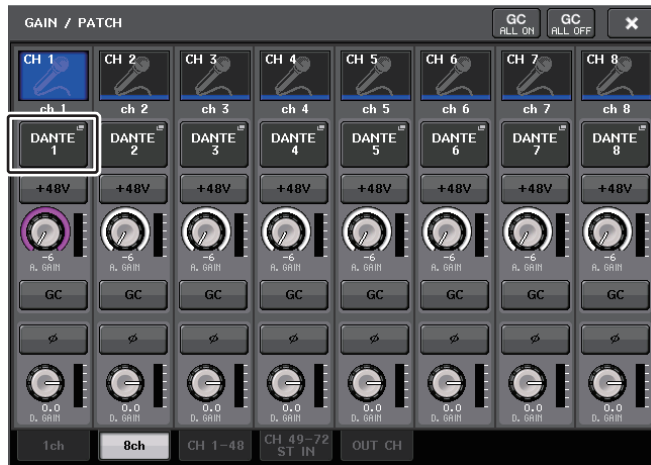 GAIN / PATCH
GC ALL ON GC ALL OFF ×
CH 1 CH 2 CH 3 CH 4 CH 5 CH 6 CH 7 CH 8
ch 1 ch 2 ch 3 ch 4 ch 5 ch 6 ch 7 ch 8
DANTE 1 DANTE 2 DANTE 3 DANTE 4 DANTE 5 DANTE 6 DANTE 7 DANTE 8
+48V +48V +48V +48V +48V +48V +48V +48V
-6 -6 -6 -6 -6 -6 -6 -6
A. GAIN A. GAIN A. GAIN A. GAIN A. GAIN A. GAIN A. GAIN A. GAIN
GC GC GC GC GC GC GC GC
ø ø ø ø ø ø ø ø
0.0 0.0 0.0 0.0 0.0 0.0 0.0 0.0
D. GAIN D. GAIN D. GAIN D. GAIN D. GAIN D. GAIN D. GAIN D. GAIN
1ch 8ch CH 1-48 CH 49-72 ST IN OUT CH